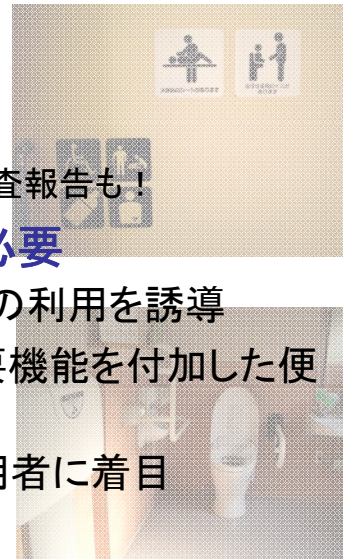 査報告も！
必要
の利用を誘導
要機能を付加した便
用者に着目